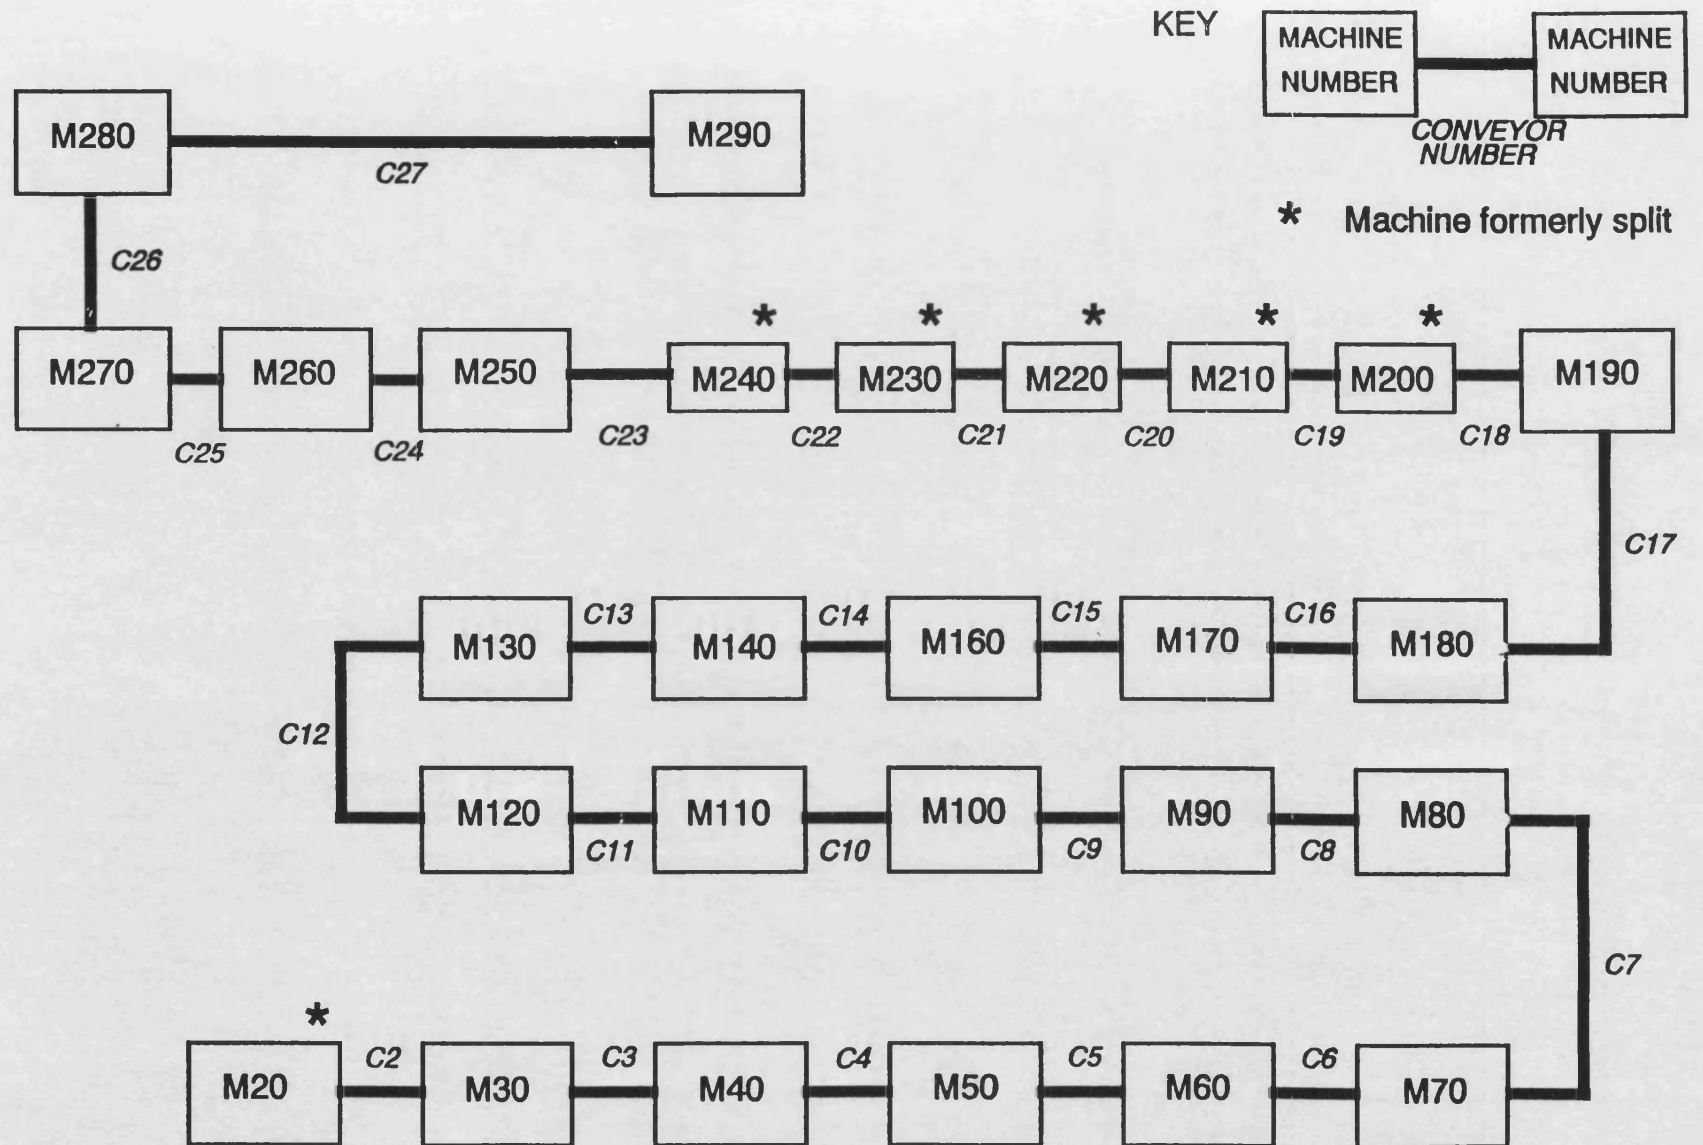 KEY
MACHINE NUMBER
MACHINE NUMBER
CONVEYOR
NUMBER
* Machine formerly split
M280
C27
M290
C26
* * * * *
M270
M260
M250
M240
M230
M220
M210
M200
M190
C25
C24
C23
C22
C21
C20
C19
C18
C17
C13
C14
C15
C16
M130
M140
M160
M170
M180
C12
M120
M110
M100
M90
M80
C11
C10
C9
C8
C7
*
C2
C3
C4
C5
C6
M20
M30
M40
M50
M60
M70